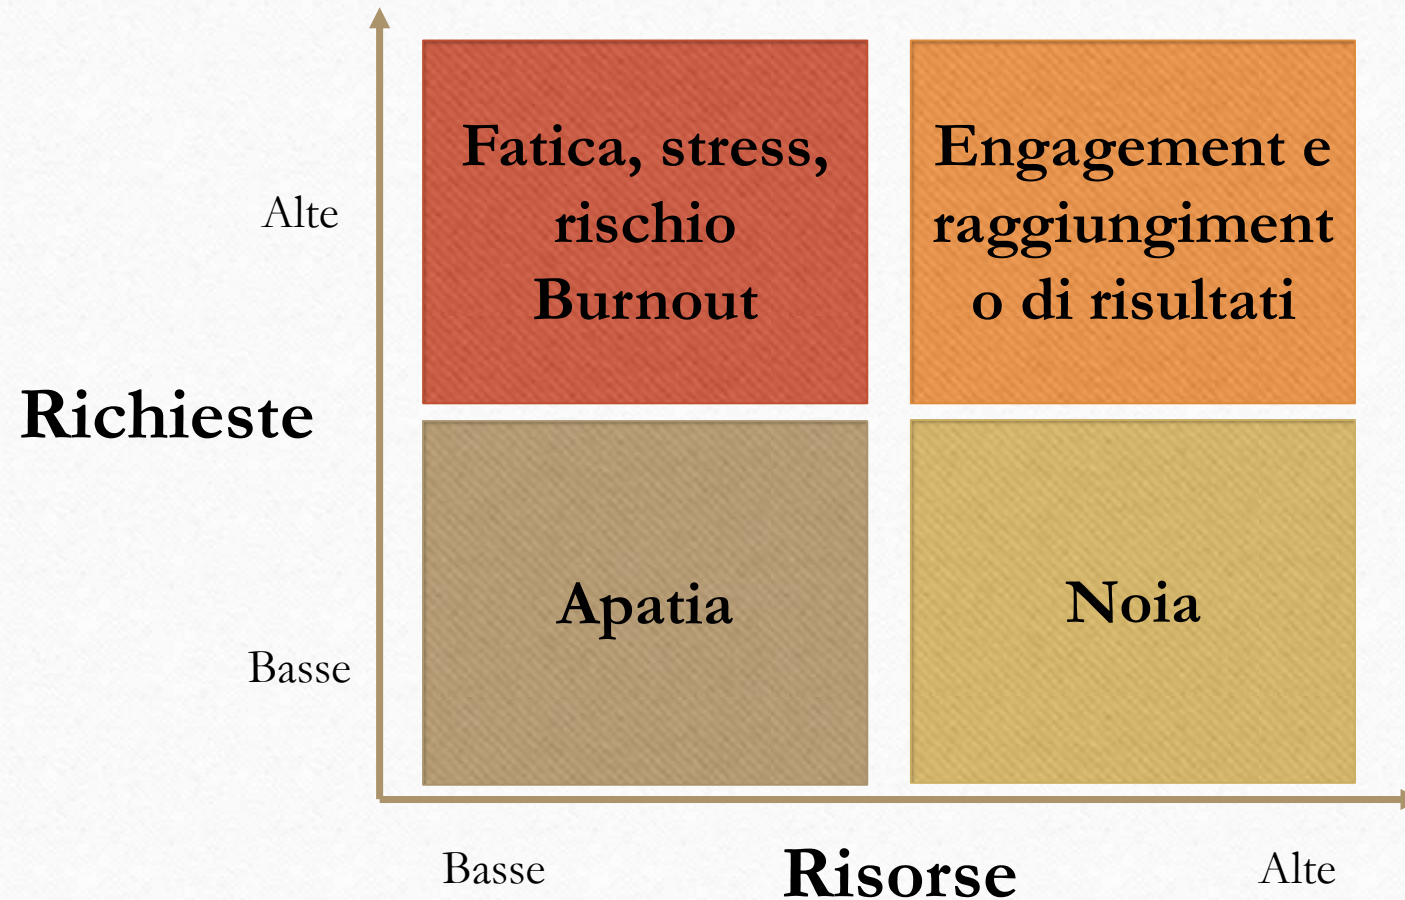 Fatica, stress,
rischio
Burnout
Engagement e
raggiungiment
o di risultati
Alte
Richieste
Apatia
Noia
Basse
Basse
Risorse
Alte